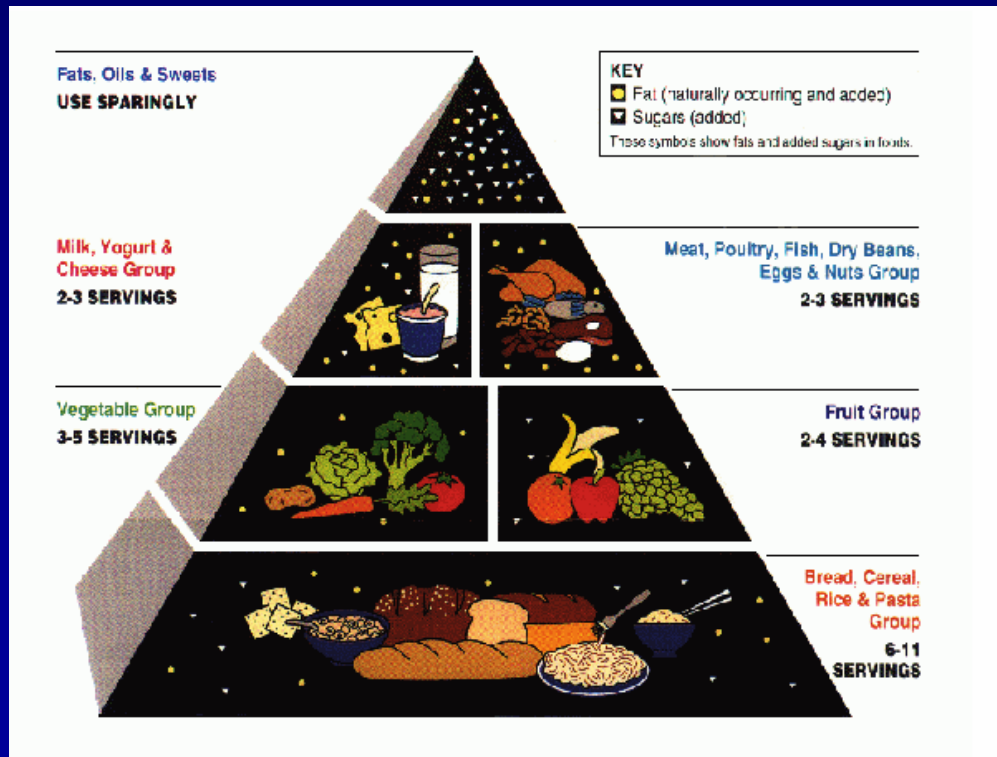 Fats, Oils & Sweets
USE SPARINGLY
KEY
Fat (naturally occurring and added)
Sugars (added)
These symbols show fats and added sugars in foods.
Milk, Yogurt &
Cheese Group
2-3 SERVINGS
Meat, Poultry, Fish, Dry Beans,
Eggs & Nuts Group
2-3 SERVINGS
Vegetable Group
3-5 SERVINGS
Fruit Group
2-4 SERVINGS
Bread, Cereal,
Rice & Pasta
Group
6-11
SERVINGS